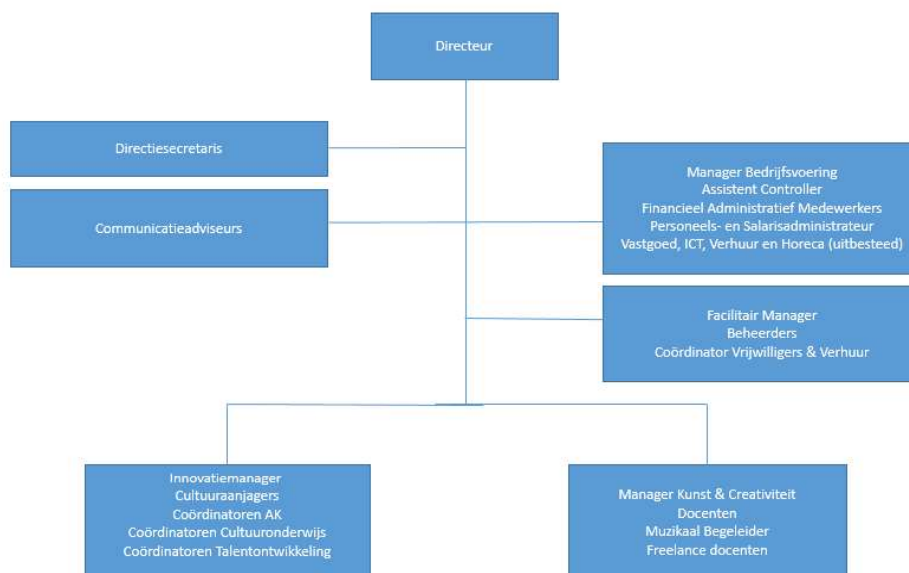 Directeur
Directiesecretaris
Communicatieadviseurs
Manager Bedrijfsvoering
Assistent Controller
Financieel Administratief Medewerkers
Personeels- en Salarisadministrateur
Vastgoed, ICT, Verhuur en Horeca (uitbesteed)
Facilitair Manager
Beheerders
Coördinator Vrijwilligers & Verhuur
Innovatiemanager
Cultuuraanjagers
Coördinatoren AK
Coördinatoren Culturonderwijs
Coördinatoren Talentontwikkeling
Manager Kunst & Creativiteit
Docenten
Muzikaal Begeleider
Freelance docenten